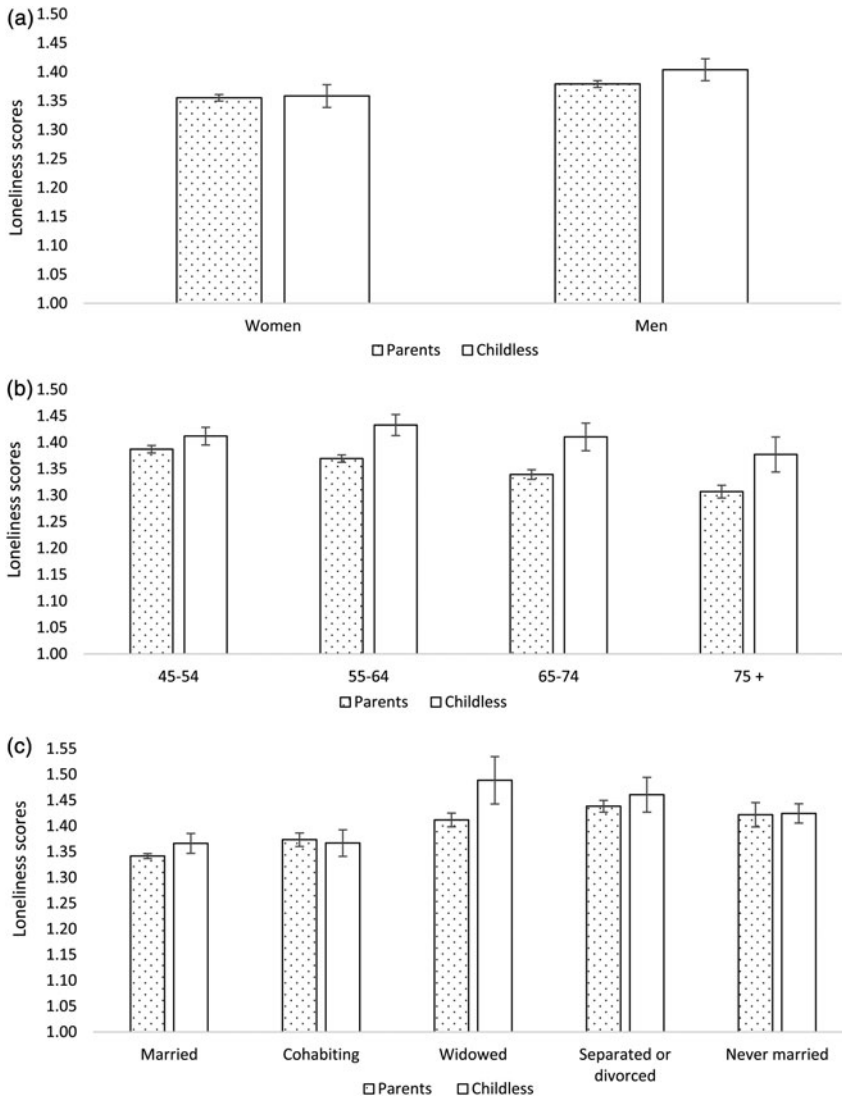 (a)
1.50
1.45
1.40
1.35
1.30
1.25
1.20
1.15
1.10
1.05
1.00
Loneliness scores
Women Men
Parents Childless
(b)
1.50
1.45
1.40
1.35
1.30
1.25
1.20
1.15
1.10
1.05
1.00
Loneliness scores
45-54 55-64 65-74 75 +
Parents Childless
(c)
1.55
1.50
1.45
1.40
1.35
1.30
1.25
1.20
1.15
1.10
1.05
1.00
Loneliness scores
Married Cohabiting Widowed Separated or Never married
divorced
Parents Childless